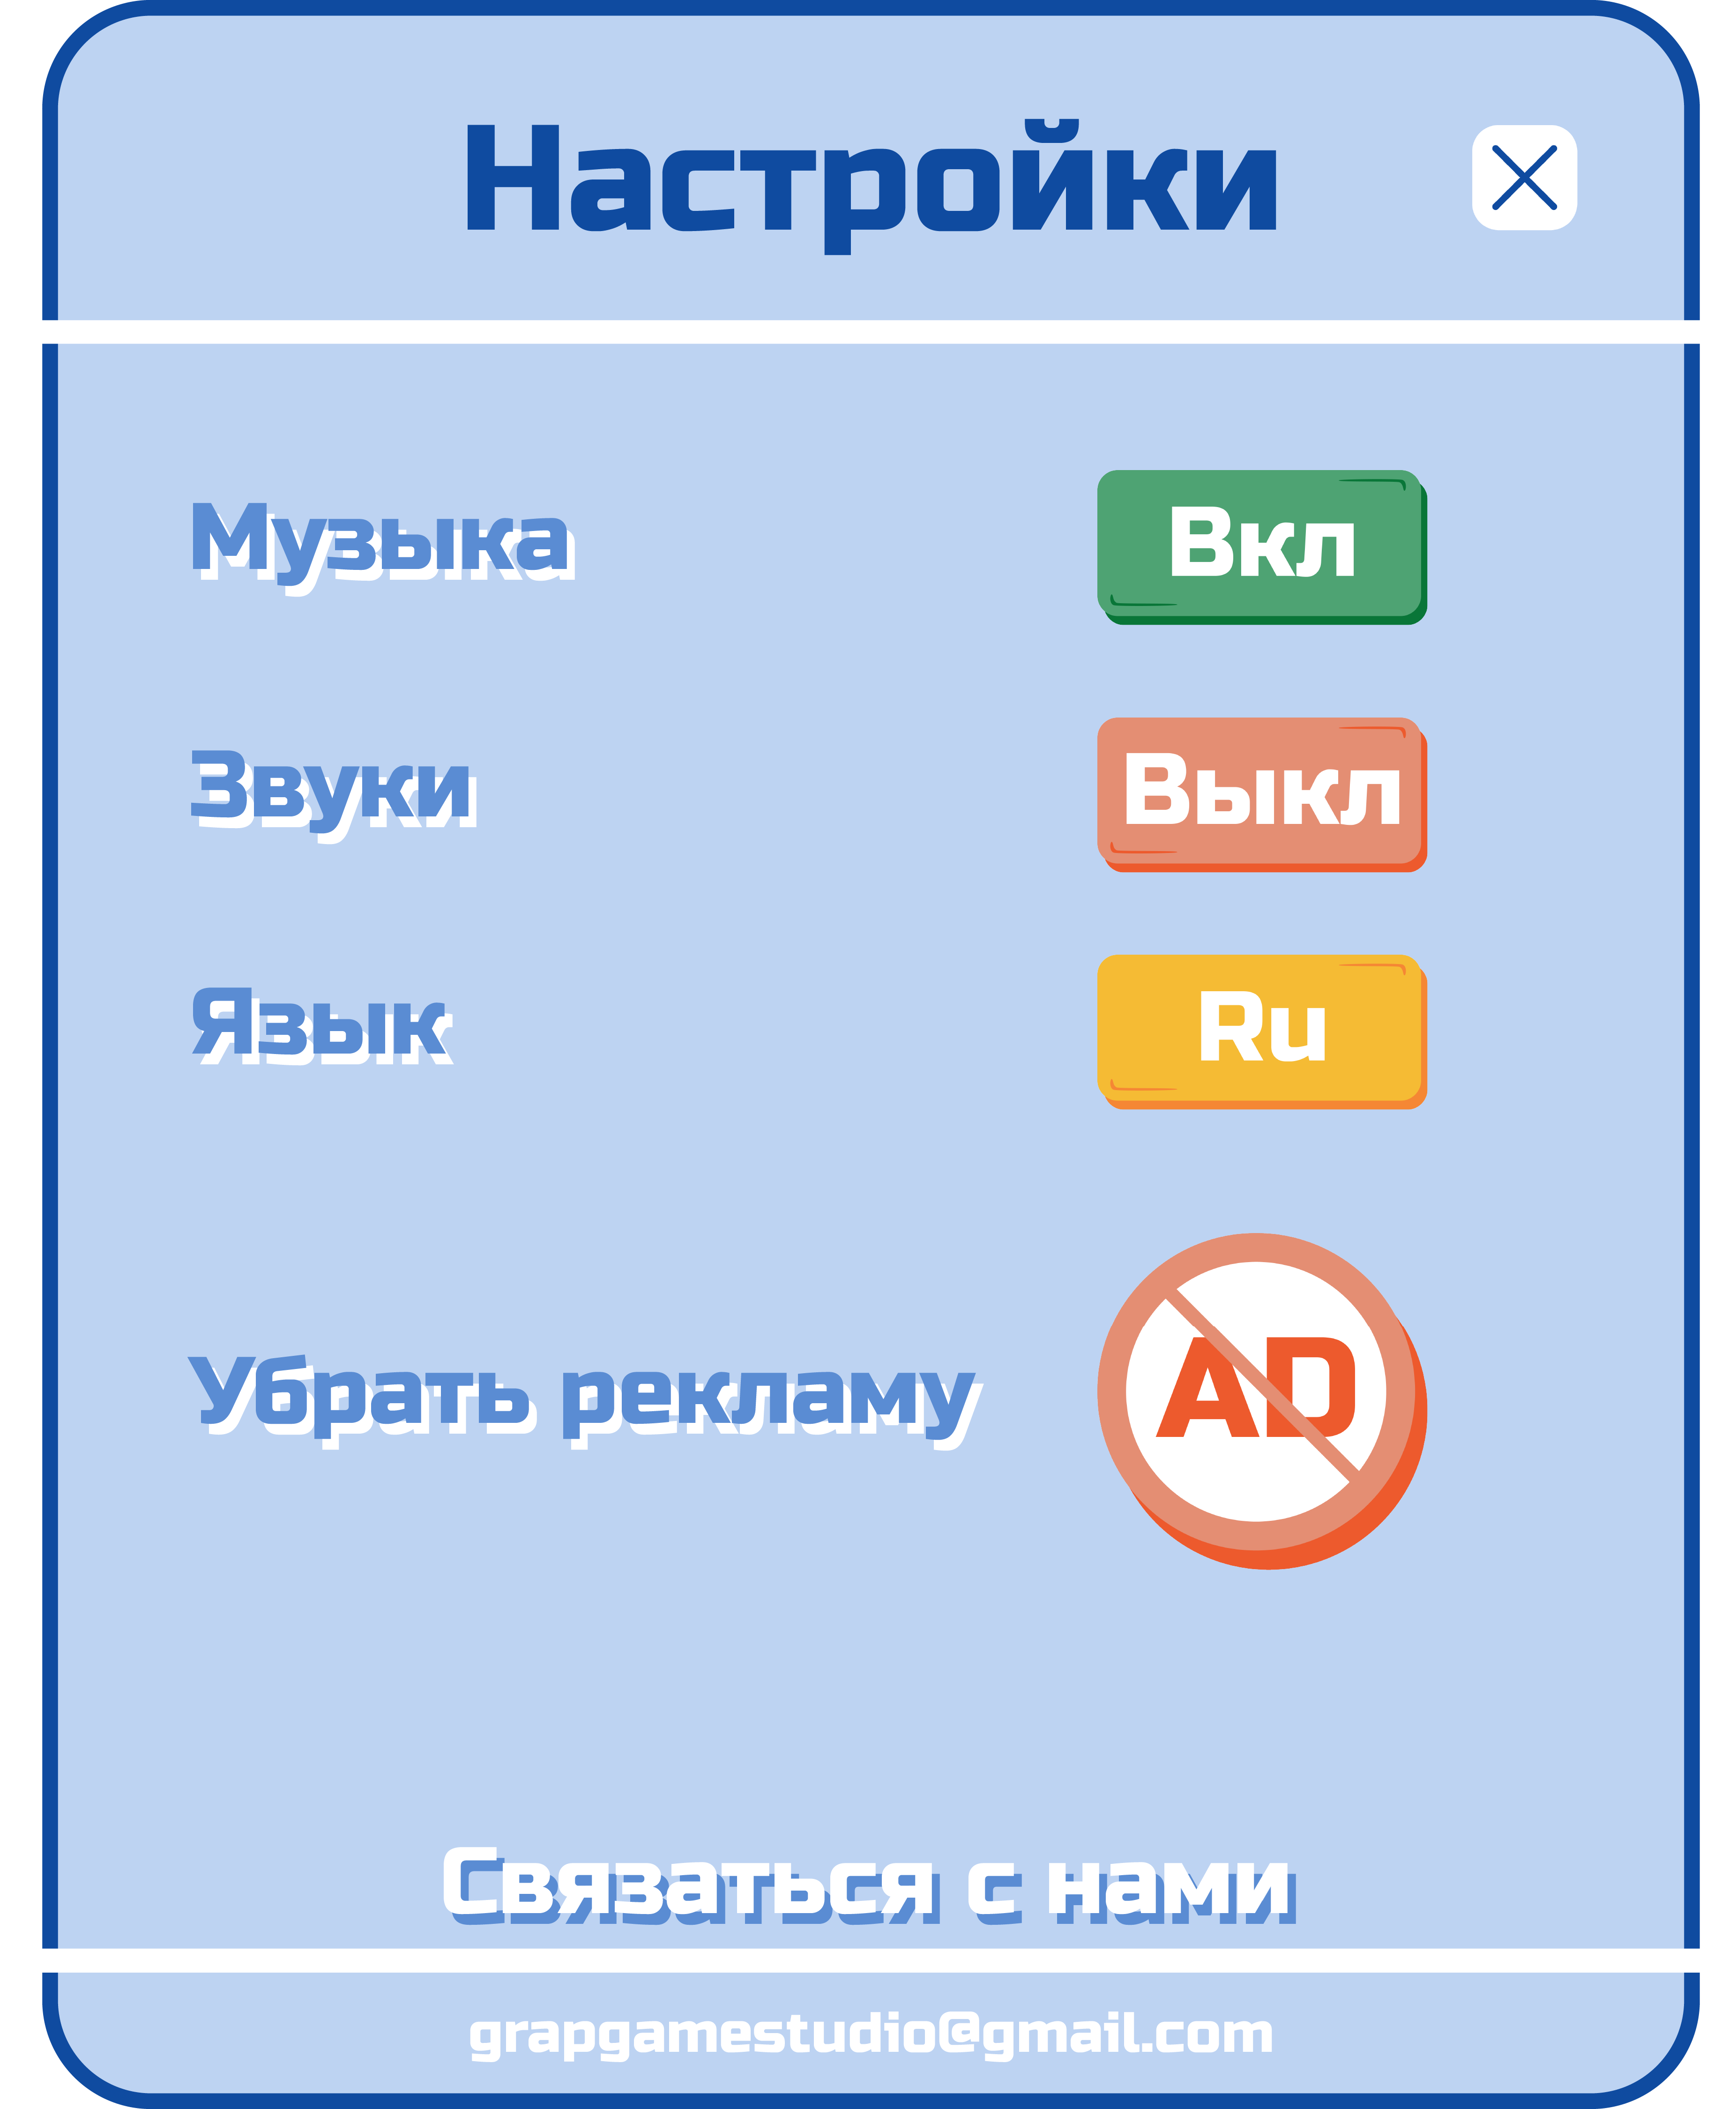 Настройки
Музыка
Вкл
Звуки
Выкл
Язык
Ru
Убрать рекламу
AD
Связаться с нами
grapgamestudio@gmail.com